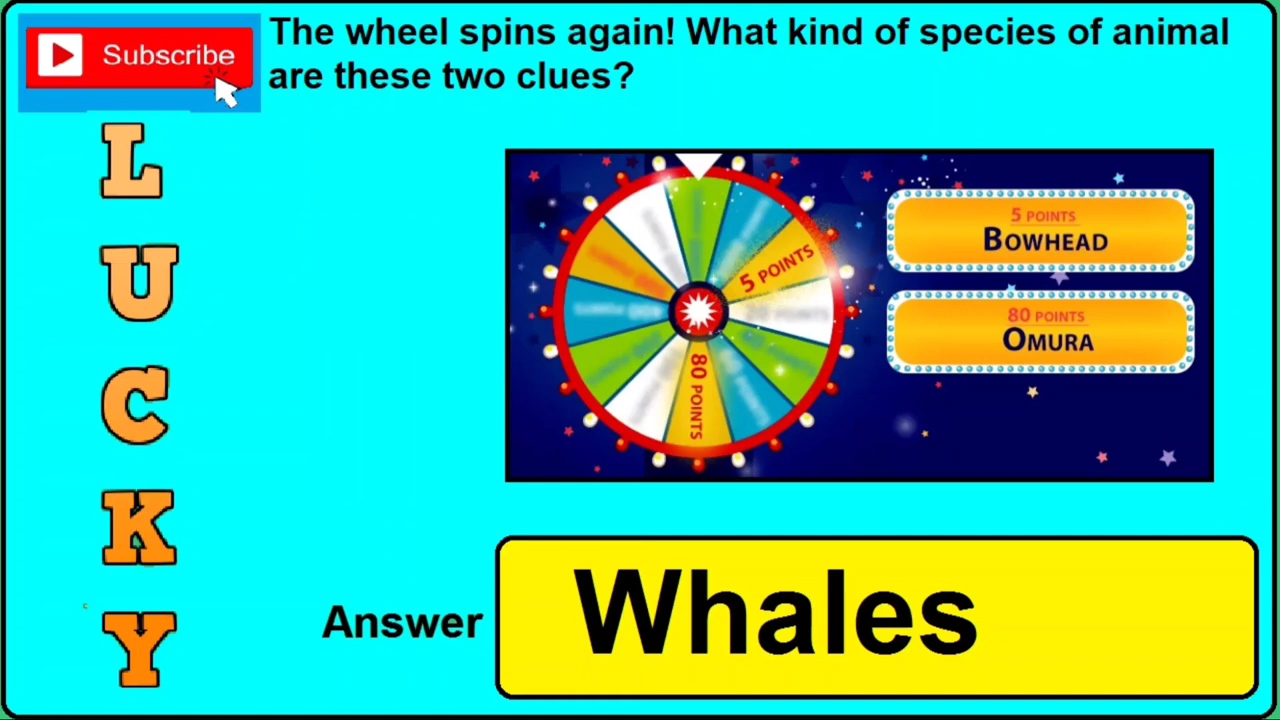 Subscribe
The wheel spins again! What kind of species of animal
are these two clues?
L
U
C
K
Y
5 POINTS
80 POINTS
5 POINTS
BOWHEAD
80 POINTS
OMURA
Answer
Whales